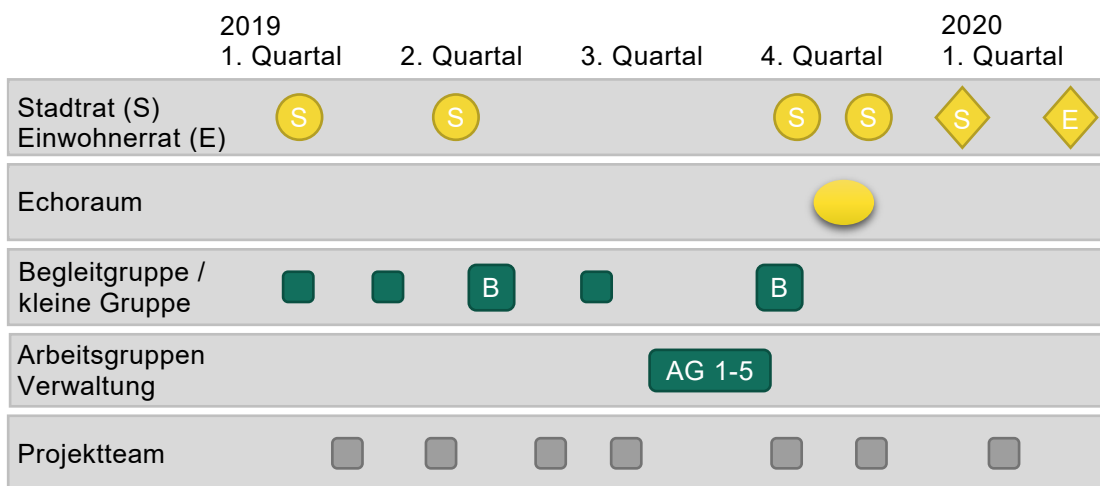 2019
2020
1. Quartal 2. Quartal 3. Quartal 4. Quartal 1. Quartal
Stadtrat (S)
Einwohnerrat (E)
S S S S S E
Echoraum
Begleitgruppe /
kleine Gruppe
B B
Arbeitsgruppen
Verwaltung
AG 1-5
Projektteam